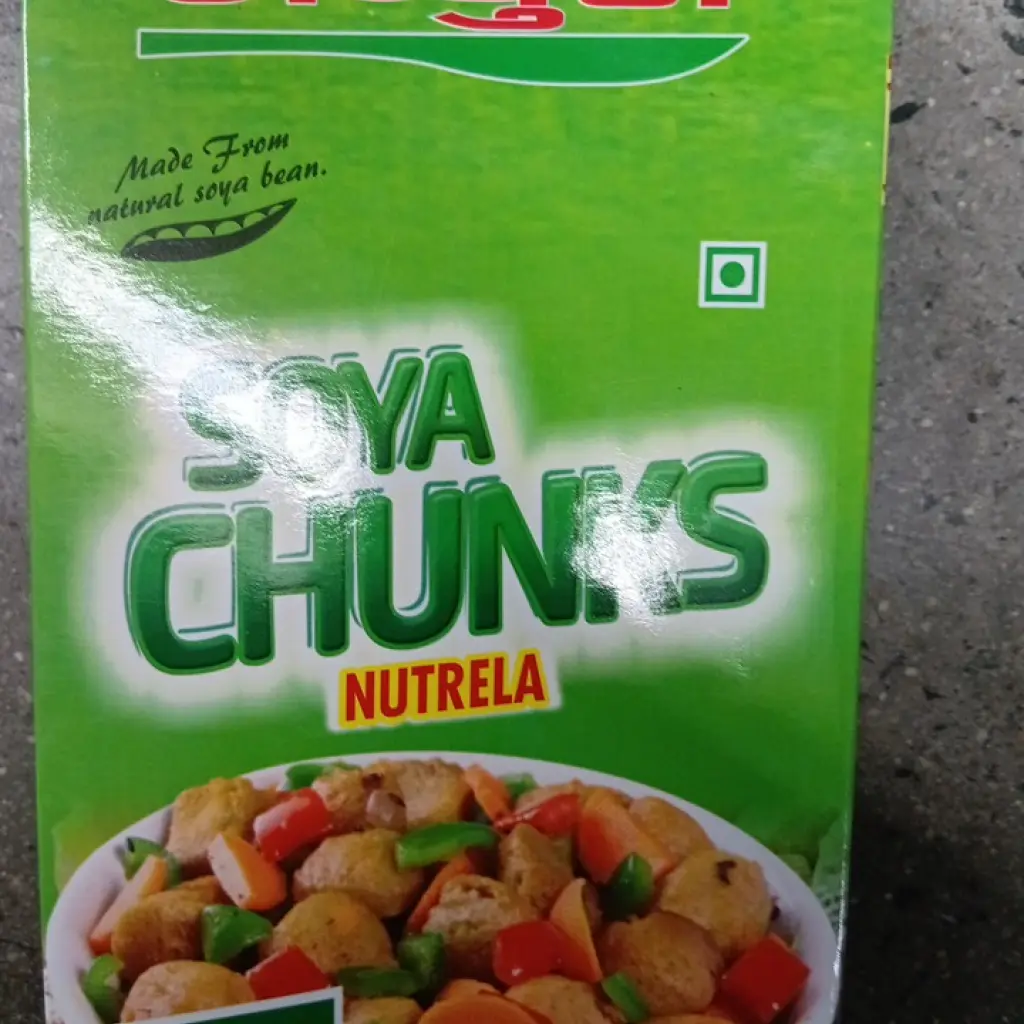 Made From
natural soya bean.
SOYA
CHUNKS
NUTRELA